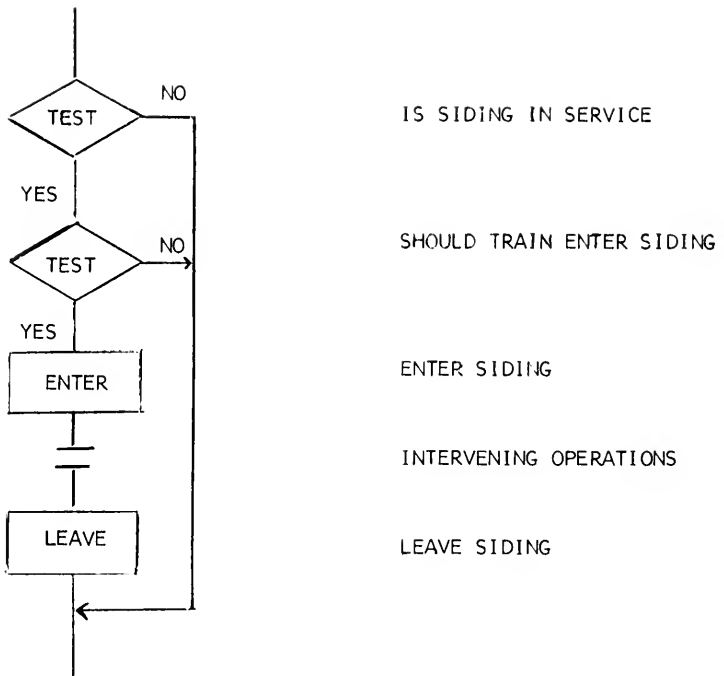 NO
TEST
IS SIDING IN SERVICE
YES
NO
SHOULD TRAIN ENTER SIDING
TEST
YES
ENTER
ENTER SIDING
INTERVENING OPERATIONS
LEAVE
LEAVE SIDING